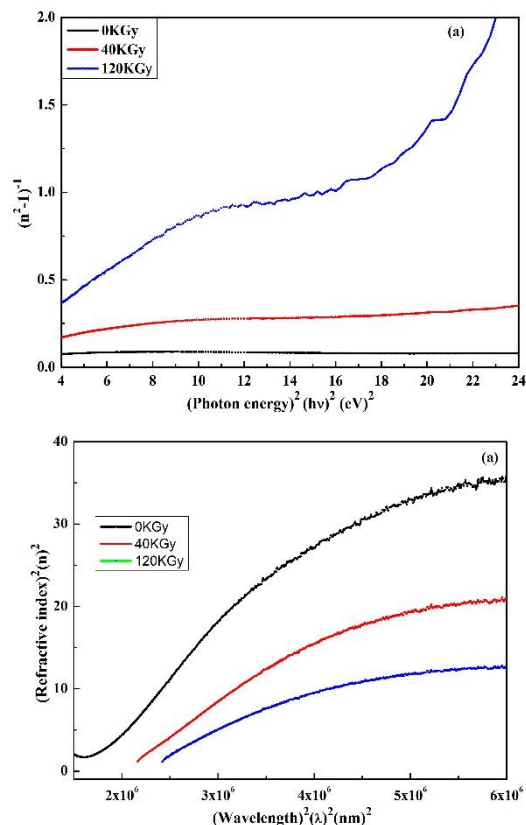 2.0
(a)
0KGy
40KGy
120KGy
1.5
1.0
0.5
0.0
(n²-1)⁻¹
4 6 8 10 12 14 16 18 20 22 24
(Photon energy)² (hν)² (eV)²
40
(a)
30
0KGy
40KGy
120KGy
20
10
0
(Refractive index)²(n)²
2x10⁶ 3x10⁶ 4x10⁶ 5x10⁶ 6x10⁶
(Wavelength)²(λ)²(nm)²